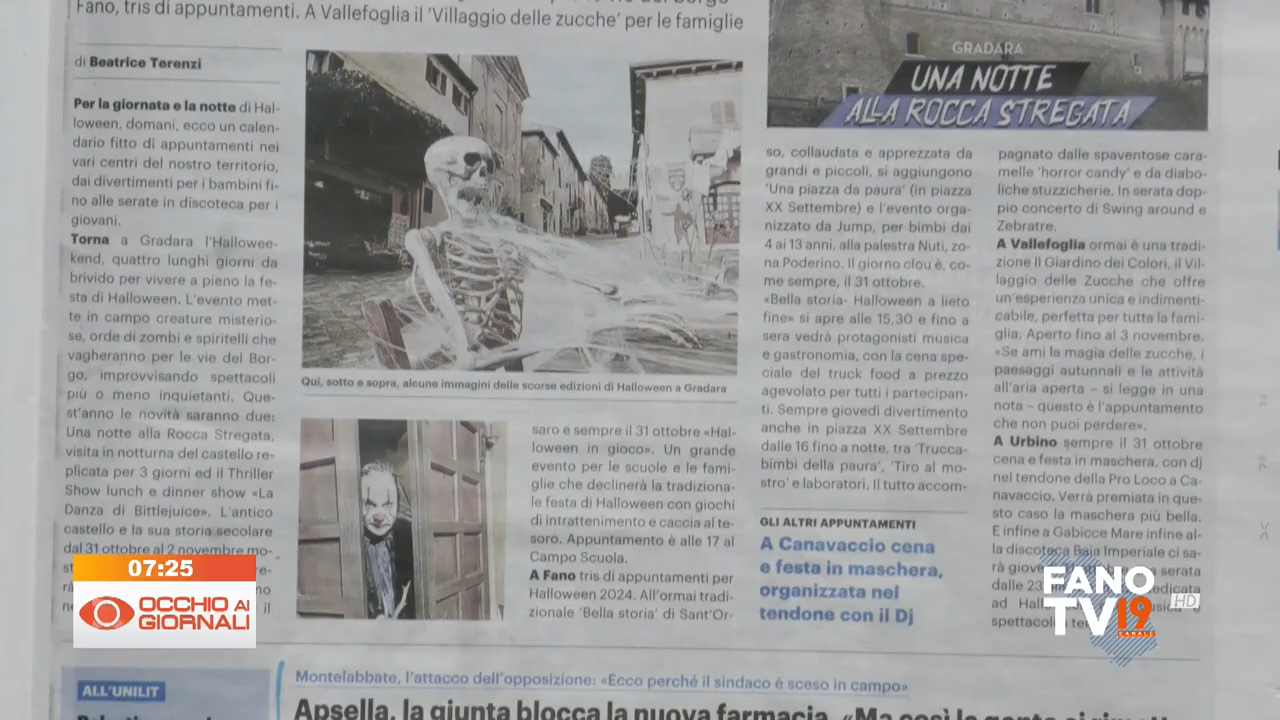 Fano, tris di appuntamenti. A Vallefoglia il 'Villaggio delle zucche' per le famiglie
di Beatrice Terenzi
Per la giornata e la notte di Hal-
loween, domani, ecco un calen-
dario fitto di appuntamenti nei
vari centri del nostro territorio,
dai divertimenti per i bambini fi-
no alle serate in discoteca per i
giovani.
Torna a Gradara l'Hallowee-
kend, quattro lunghi giorni da
brivido per vivere a pieno la fe-
sta di Halloween. L'evento met-
te in campo creature misterio-
se, orde di zombi e spiritelli che
vagheranno per le vie del Bor-
go, improvisando spettacoli
più o meno inquietanti. Que-
st'anno le novità saranno due:
Una notte alla Rocca Stregata,
visita in notturna del castello re-
plicata per 3 giorni ed il Thriller
Show lunch e dinner show «La
Danza di Bittlejuice». L'antico
castello e la sua storia secolare
dal 31 ottobre al 2 novembre mo-
Qui, sotto e sopra, alcune immagini delle scorse edizioni di Halloween a Gradara
saro e sempre il 31 ottobre «Hal-
loween in gioco». Un grande
evento per le scuole e le fami-
glie che declinerà la tradiziona-
le festa di Halloween con giochi
di intrattenimento e caccia al te-
soro. Appuntamento è alle 17 al
Campo Scuola.
A Fano tris di appuntamenti per
Halloween 2024. All'ormai tradi-
zionale 'Bella storia' di Sant'Or-
GRADARA
UNA NOTTE
ALLA ROCCA STREGATA
so, collaudata e apprezzata da
grandi e piccoli, si aggiungono
'Una piazza da paura' (in piazza
XX Settembre) e l'evento orga-
nizzato da Jump, per bimbi dai
4 ai 13 anni, alla palestra Nuti, zo-
na Poderino. Il giorno clou è, co-
me sempre, il 31 ottobre.
«Bella storia- Halloween a lieto
fine» si apre alle 15,30 e fino a
sera vedrà protagonisti musica
e gastronomia, con la cena spe-
ciale del truck food a prezzo
agevolato per tutti i partecipan-
ti. Sempre giovedì divertimento
anche in piazza XX Settembre
dalle 16 fino a notte, tra 'Trucca-
bimbi della paura', 'Tiro al mo-
stro' e laboratori. Il tutto accom-
GLI ALTRI APPUNTAMENTI
A Canavaccio cena
e festa in maschera,
organizzata nel
tendone con il Dj
pagnato dalle spaventose cara-
melle 'horror candy' e da diabo-
liche stuzzicherie. In serata dop-
pio concerto di Swing around e
Zebratre.
A Vallefoglia ormai è una tradi-
zione Il Giardino dei Colori, il Vil-
laggio delle Zucche che offre
un'esperienza unica e indimenti-
cabile, perfetta per tutta la fami-
glia. Aperto fino al 3 novembre.
«Se ami la magia delle zucche, i
paesaggi autunnali e le attività
all'aria aperta – si legge in una
nota – questo è l'appuntamento
che non puoi perdere».
A Urbino sempre il 31 ottobre
cena e festa in maschera, con dj
nel tendone della Pro Loco a Ca-
navaccio. Verrà premiata in que-
sto caso la maschera più bella.
E infine a Gabicce Mare infine al-
la discoteca Baia Imperiale ci sa-
rà serata
dalle 23
ad
spettacoli
07:25
OCCHIO AI
GIORNALI
FANO
TV19
CANALE
HD
ALL'UNILIT
Montelabbate, l'attacco dell'opposizione: «Ecco perché il sindaco è sceso in campo»
Apsella, la giunta blocca la nuova farmacia. «Ma così la gente